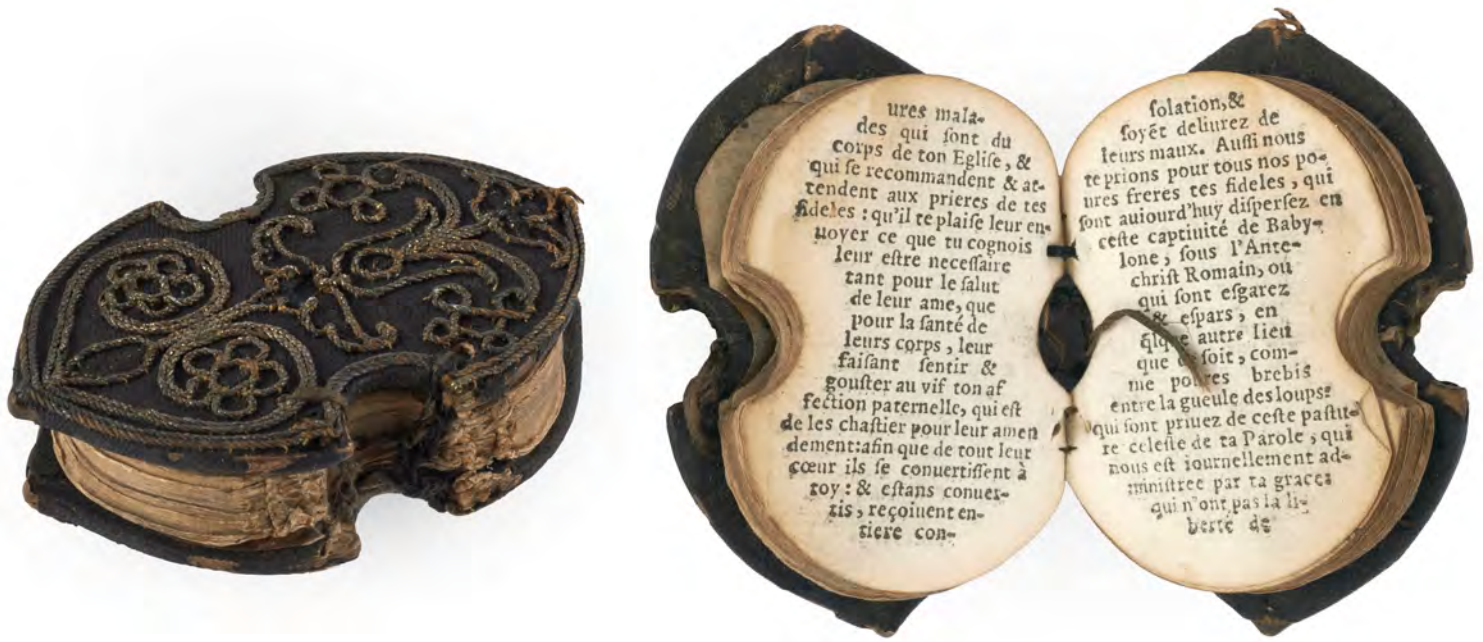 ures mala-
des qui ſont du
corps de ton Egliſe, &
qui ſe recommandent & at-
tendent aux prieres de tes
fideles : qu'il te plaiſe leur en-
uoyer ce que tu cognois
leur eſtre neceſſaire
tant pour le ſalut
de leur ame, que
pour la ſanté de
leurs corps, leur
faiſant ſentir &
gouſter au vif ton af
fection paternelle, qui eſt
de les chaſtier pour leur amen
dement: afin que de tout leur
cœur ils ſe conuertiſſent à
toy : & eſtans conuer-
tis, reçoiuent en-
tiere con-
ſolation, &
ſoyẽt deliurez de
leurs maux. Auſſi nous
te prions pour tous nos po-
ures freres tes fideles, qui
ſont auiourd'huy diſperſez en
ceſte captiuité de Baby-
lone, ſous l'Ante-
chriſt Romain, ou
qui ſont eſgarez
& eſpars, en
autre lieu
que ſoit, com-
me brebis
entre la gueule des loups:
qui ſont priuez de ceſte paſtu-
re celeſte de ta Parole, qui
nous eſt iournellement ad-
miniſtree par ta grace:
qui n'ont pas la li-
berté de